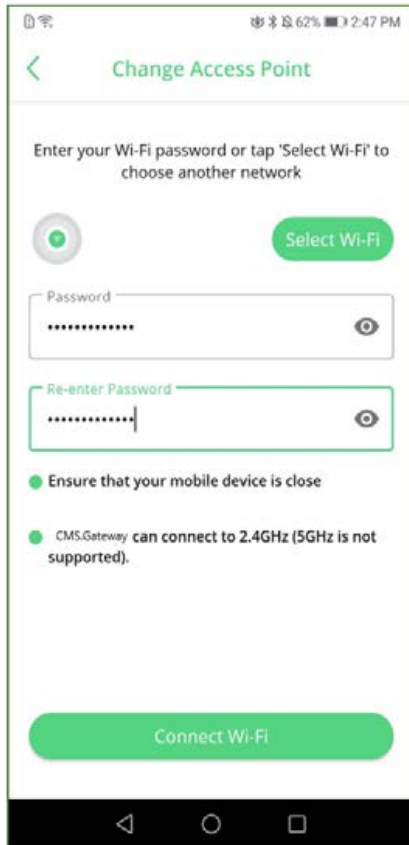 62% 2:47 PM
Change Access Point
Enter your Wi-Fi password or tap 'Select Wi-Fi' to
choose another network
Select Wi-Fi
Password
•••••••••••••
Re-enter Password
•••••••••••••
Ensure that your mobile device is close
CMS.Gateway can connect to 2.4GHz (5GHz is not
supported).
Connect Wi-Fi